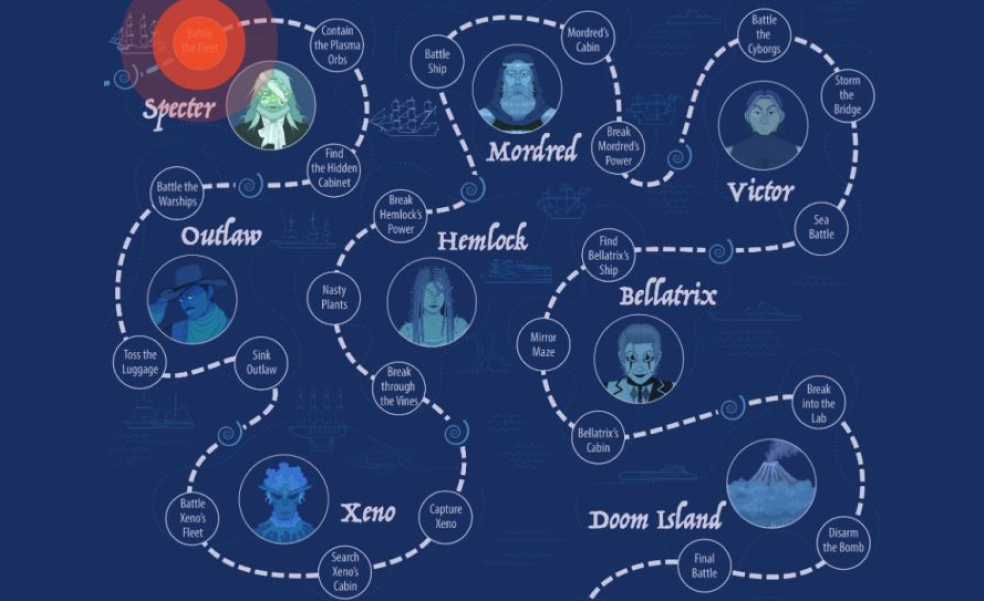 Battle
the Fleet
Contain
the Plasma
Orbs
Specter
Find
the Hidden
Cabinet
Battle the
Warships
Outlaw
Toss the
Luggage
Sink
Outlaw
Battle
Xeno's
Fleet
Xeno
Search
Xeno's
Cabin
Capture
Xeno
Break
through
the Vines
Nasty
Plants
Hemlock
Break
Hemlock's
Power
Battle
Ship
Mordred's
Cabin
Mordred
Break
Mordred's
Power
Battle
the
Cyborgs
Storm
the
Bridge
Victor
Sea
Battle
Find
Bellatrix's
Ship
Bellatrix
Mirror
Maze
Bellatrix's
Cabin
Break
into the
Lab
Doom Island
Disarm
the Bomb
Final
Battle